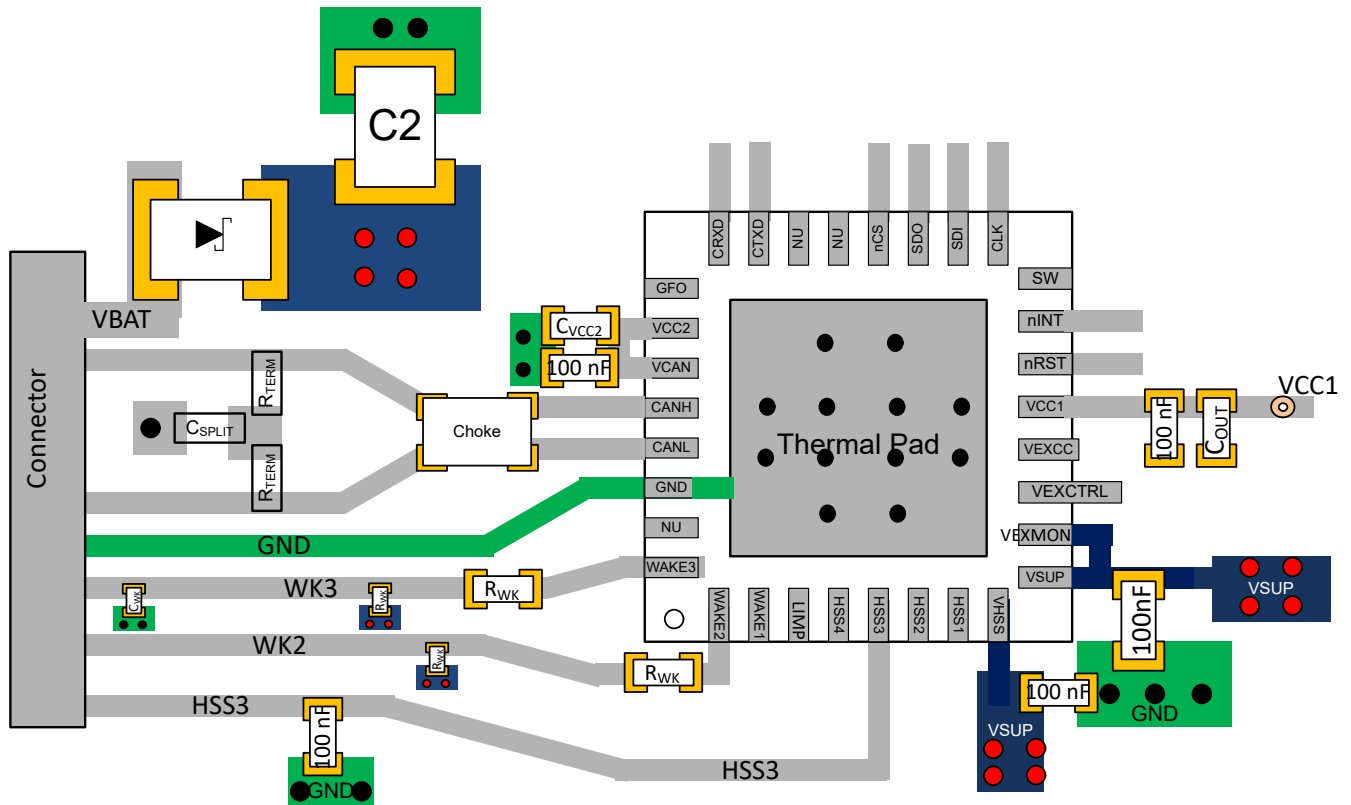 C2
CRXD
CTXD
NU
NU
nCS
SDO
SDI
CLK
VBAT
Connector
RTERM
CSPLIT
RTERM
Choke
CVCC2
100 nF
GFO
VCC2
VCAN
CANH
CANL
GND
NU
WAKE3
Thermal Pad
SW
nINT
nRST
VCC1
VEXCC
VEXCTRL
VEXMON
VSUP
100 nF
COUT
VCC1
GND
WK3
CWK
RWK
RWK
WK2
RWK
RWK
WAKE2
WAKE1
LIMP
HSS4
HSS3
HSS2
HSS1
VHSS
100nF
VSUP
100 nF
GND
VSUP
HSS3
100 nF
GND
HSS3